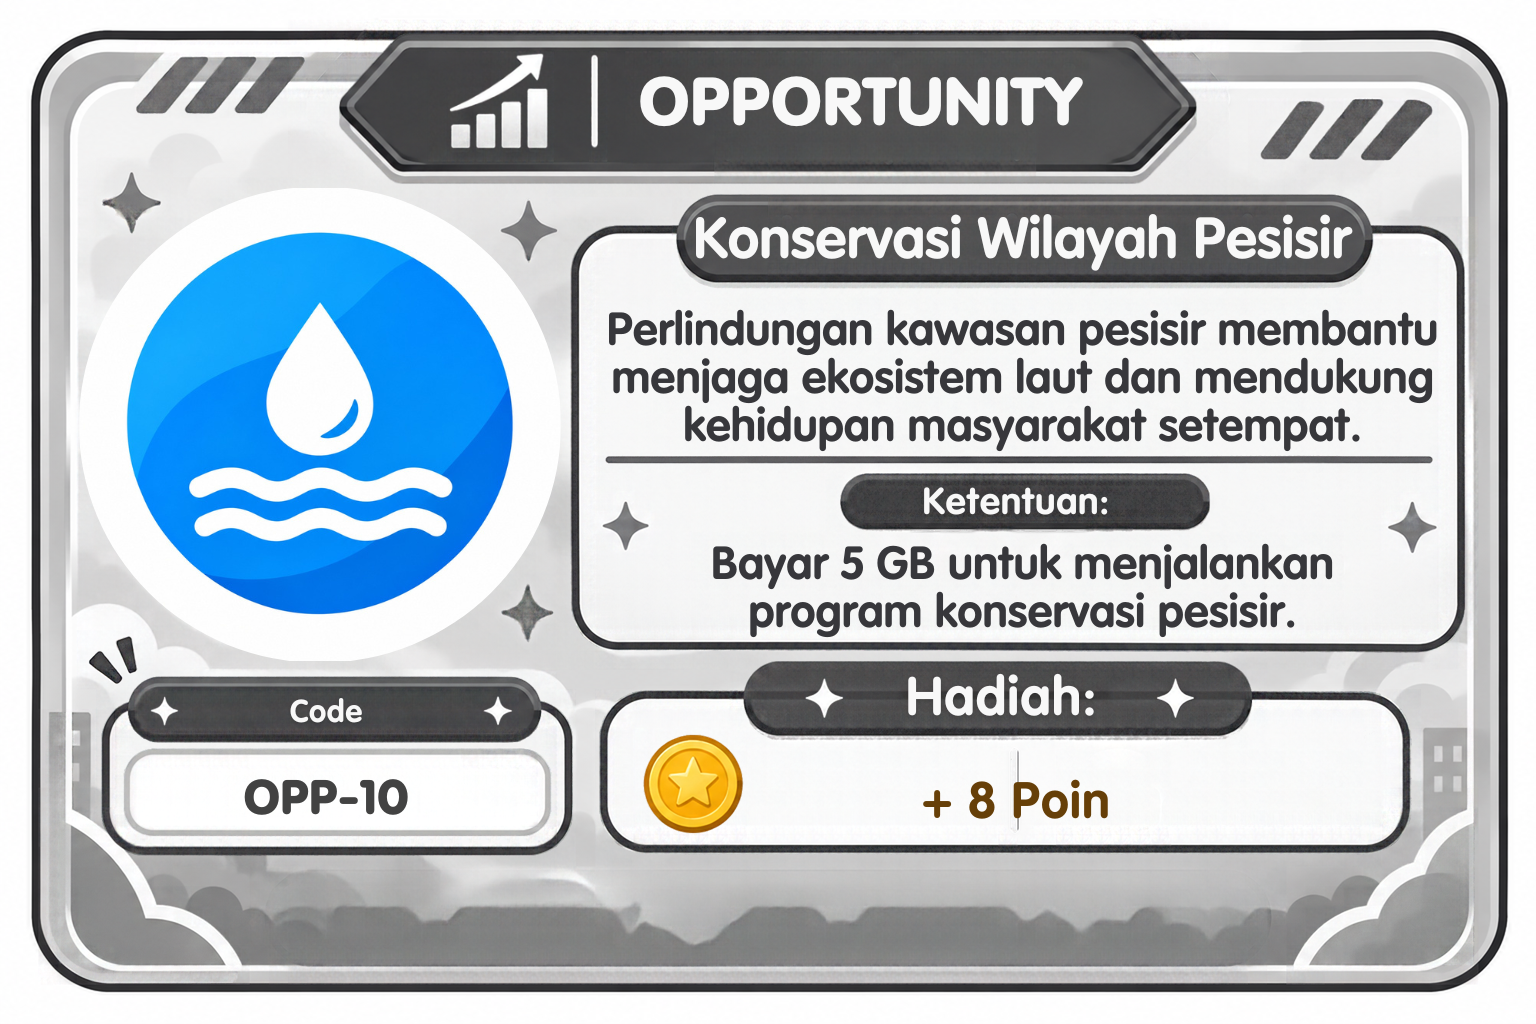 OPPORTUNITY
Konservasi Wilayah Pesisir
Perlindungan kawasan pesisir membantu
menjaga ekosistem laut dan mendukung
kehidupan masyarakat setempat.
Ketentuan:
Bayar 5 GB untuk menjalankan
program konservasi pesisir.
Code
OPP-10
Hadiah:
+ 8 Poin